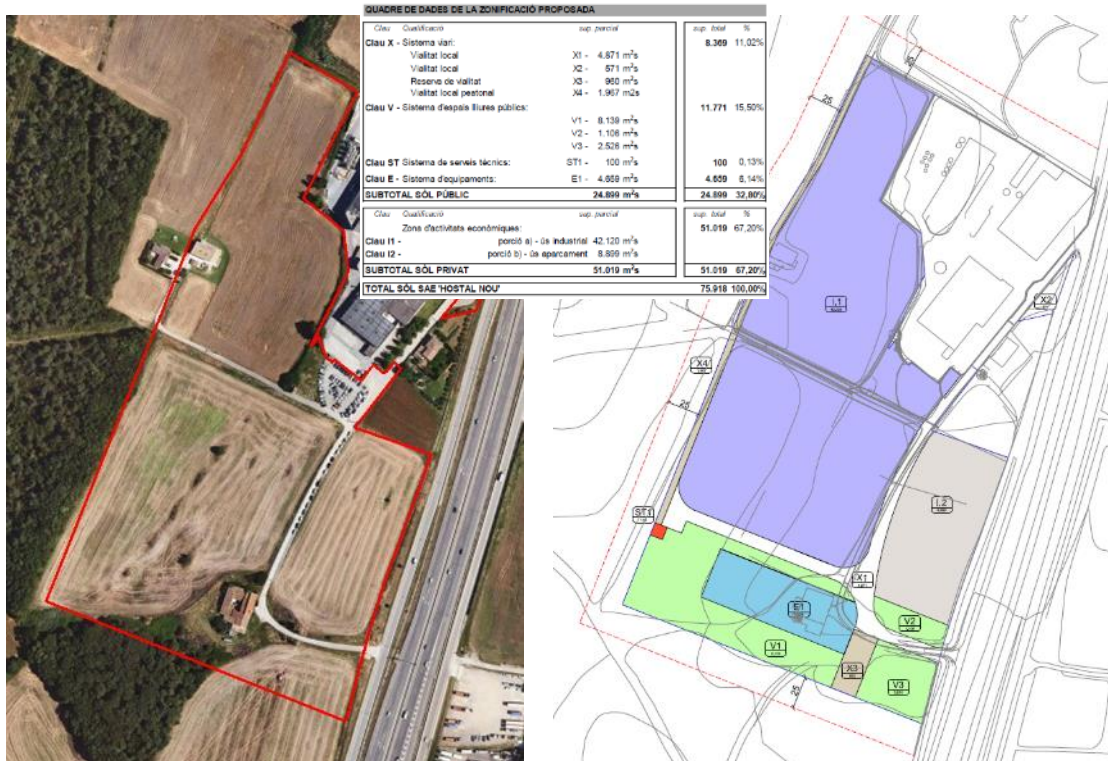 QUADRE DE DADES DE LA ZONIFICACIÓ PROPOSADA
Clau Qualificació sup. parcial sup. total %
Clau X - Sistema viari: 8.369 11,02%
Vialitat local X1 - 4.871 m²s
Vialitat local X2 - 571 m²s
Reserva de vialitat X3 - 960 m²s
Vialitat local peatonal X4 - 1.967 m2s
Clau V - Sistema d'espais lliures públics: 11.771 15,50%
V1 - 8.139 m²s
V2 - 1.106 m²s
V3 - 2.526 m²s
Clau ST Sistema de serveis tècnics: ST1 - 100 m²s 100 0,13%
Clau E - Sistema d'equipaments: E1 - 4.659 m²s 4.659 6,14%
SUBTOTAL SÒL PÚBLIC 24.899 m²s 24.899 32,80%
Clau Qualificació sup. parcial sup. total %
Zona d'activitats econòmiques: 51.019 67,20%
Clau I1 - porció a) - ús industrial 42.120 m²s
Clau I2 - porció b) - ús aparcament 8.899 m²s
SUBTOTAL SÒL PRIVAT 51.019 m²s 51.019 67,20%
TOTAL SÒL SAE 'HOSTAL NOU' 75.918 100,00%
25
I.1
X2
X4
25
I.2
ST1
X1
E1
V2
V1
X3
V3
25